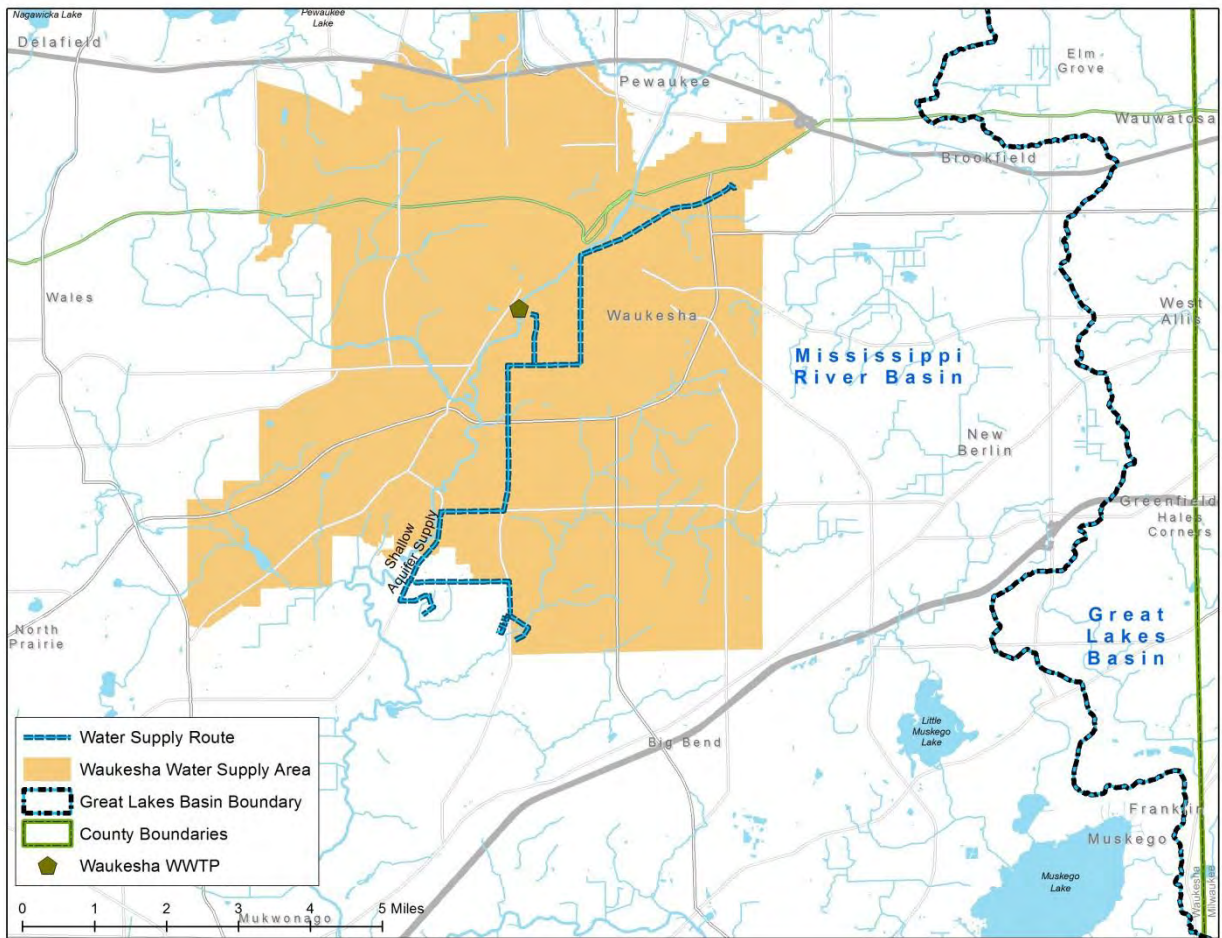 Nagawicka Lake
Pewaukee
Lake
Delafield
Elm
Grove
Pewaukee
Wauwatosa
Brookfield
Wales
Waukesha
West
Allis
Mississippi
River Basin
New
Berlin
Greenfield
Hales
Corners
Shallow
Aquifer Supply
North
Prairie
Great
Lakes
Basin
Little
Muskego
Lake
Big Bend
Franklin
Muskego
Muskego
Lake
Waukesha
Milwaukee
Water Supply Route
Waukesha Water Supply Area
Great Lakes Basin Boundary
County Boundaries
Waukesha WWTP
0 1 2 3 4 5 Miles
Mukwonago